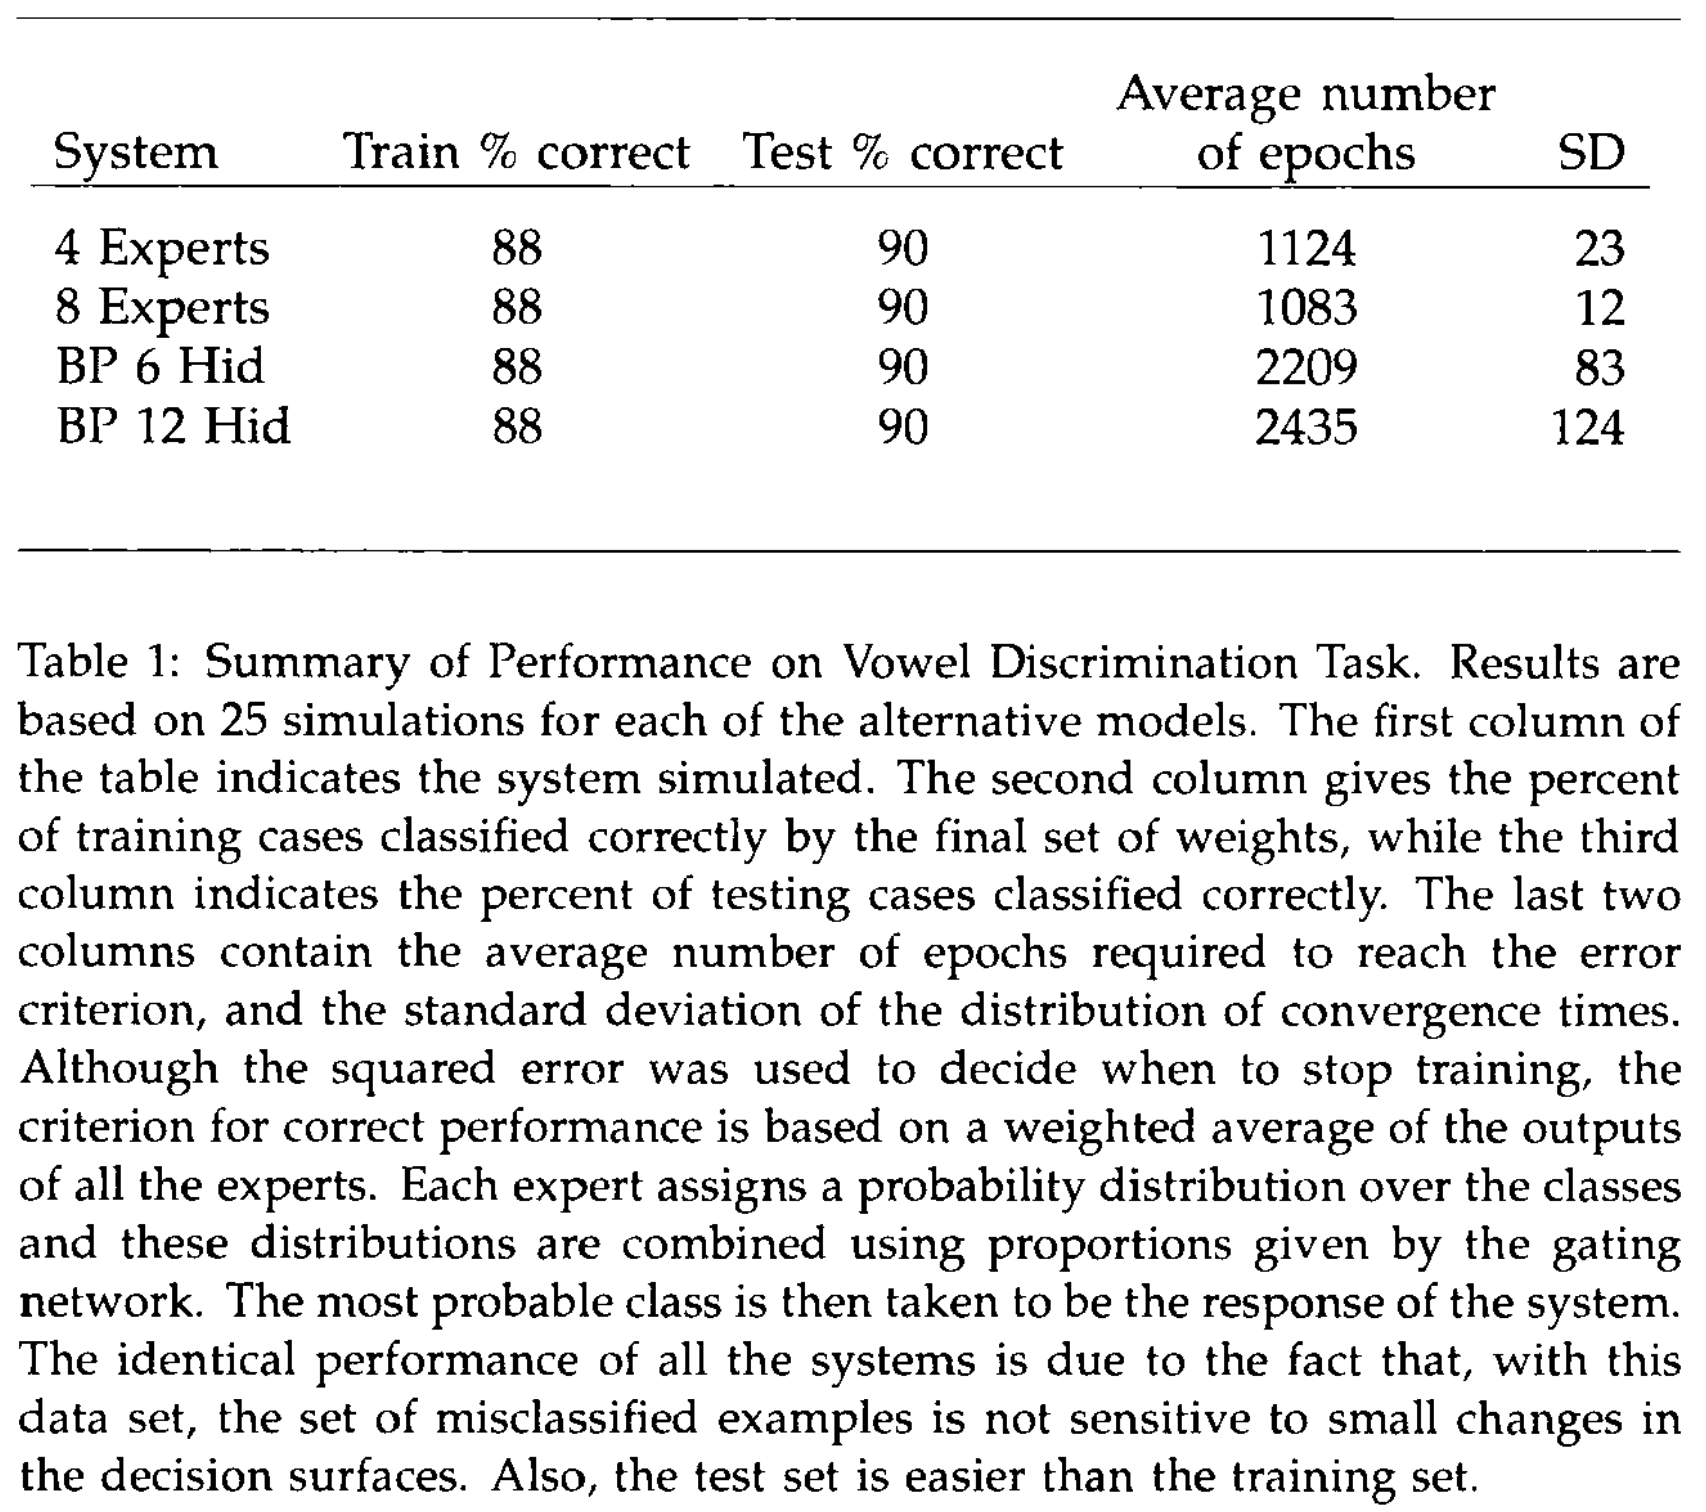 Average number
System Train % correct Test % correct of epochs SD
4 Experts 88 90 1124 23
8 Experts 88 90 1083 12
BP 6 Hid 88 90 2209 83
BP 12 Hid 88 90 2435 124
Table 1: Summary of Performance on Vowel Discrimination Task. Results are
based on 25 simulations for each of the alternative models. The first column of
the table indicates the system simulated. The second column gives the percent
of training cases classified correctly by the final set of weights, while the third
column indicates the percent of testing cases classified correctly. The last two
columns contain the average number of epochs required to reach the error
criterion, and the standard deviation of the distribution of convergence times.
Although the squared error was used to decide when to stop training, the
criterion for correct performance is based on a weighted average of the outputs
of all the experts. Each expert assigns a probability distribution over the classes
and these distributions are combined using proportions given by the gating
network. The most probable class is then taken to be the response of the system.
The identical performance of all the systems is due to the fact that, with this
data set, the set of misclassified examples is not sensitive to small changes in
the decision surfaces. Also, the test set is easier than the training set.